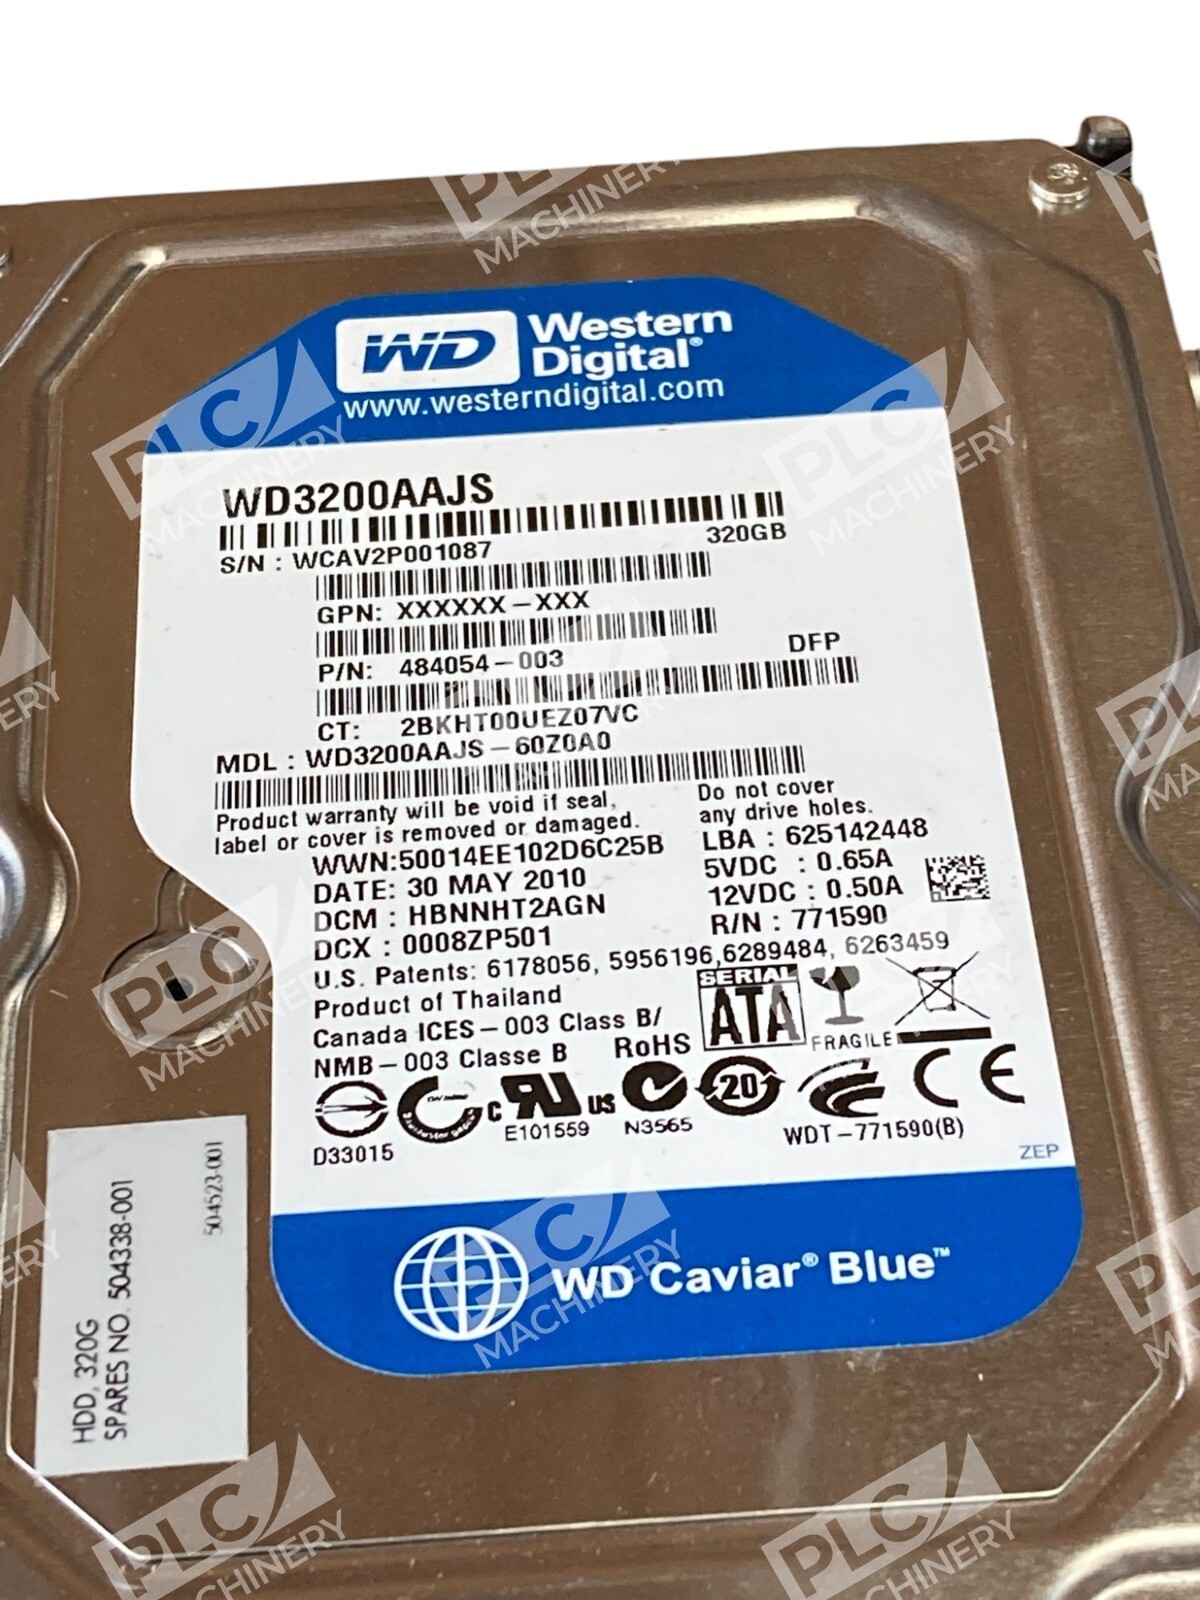 WD Western Digital®
www.westerndigital.com
WD3200AAJS
320GB
S/N : WCAV2P001087
GPN: XXXXXX-XXX
P/N: 484054-003
DFP
CT: 2BKHT00UEZ07VC
MDL : WD3200AAJS-60Z0A0
Product warranty will be void if seal,
label or cover is removed or damaged.
Do not cover
any drive holes.
WWN:50014EE102D6C25B
DATE: 30 MAY 2010
DCM : HBNNHT2AGN
DCX : 0008ZP501
LBA : 625142448
5VDC : 0.65A
12VDC : 0.50A
R/N : 771590
U.S. Patents: 6178056, 5956196,6289484, 6263459
Product of Thailand
Canada ICES-003 Class B/
NMB-003 Classe B
RoHS
SERIAL
ATA
FRAGILE
D33015
c UR us
E101559
N3565
20
CE
WDT-771590(B)
ZEP
WD Caviar® Blue™
HDD, 320G
SPARES NO. 504338-001
504523-001
PLC MACHINERY